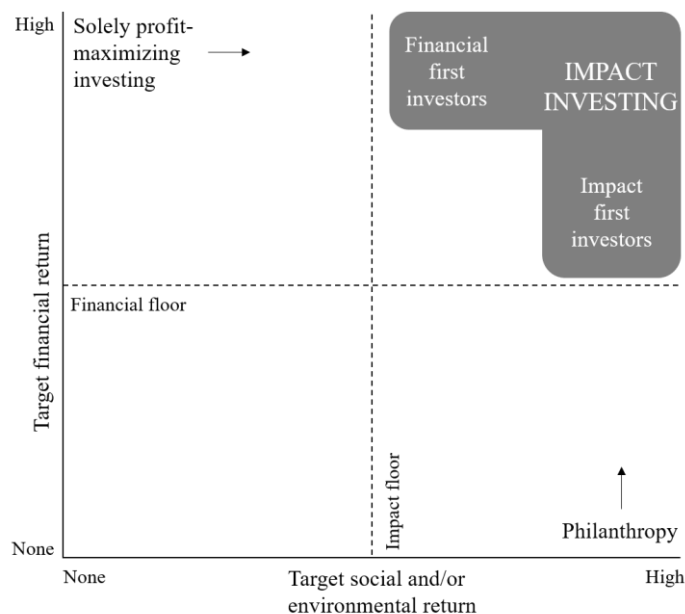 High
Solely profit-
maximizing
investing
Financial
first
investors
IMPACT
INVESTING
Impact
first
investors
Target financial return
Financial floor
Impact floor
Philanthropy
None
None
Target social and/or
environmental return
High